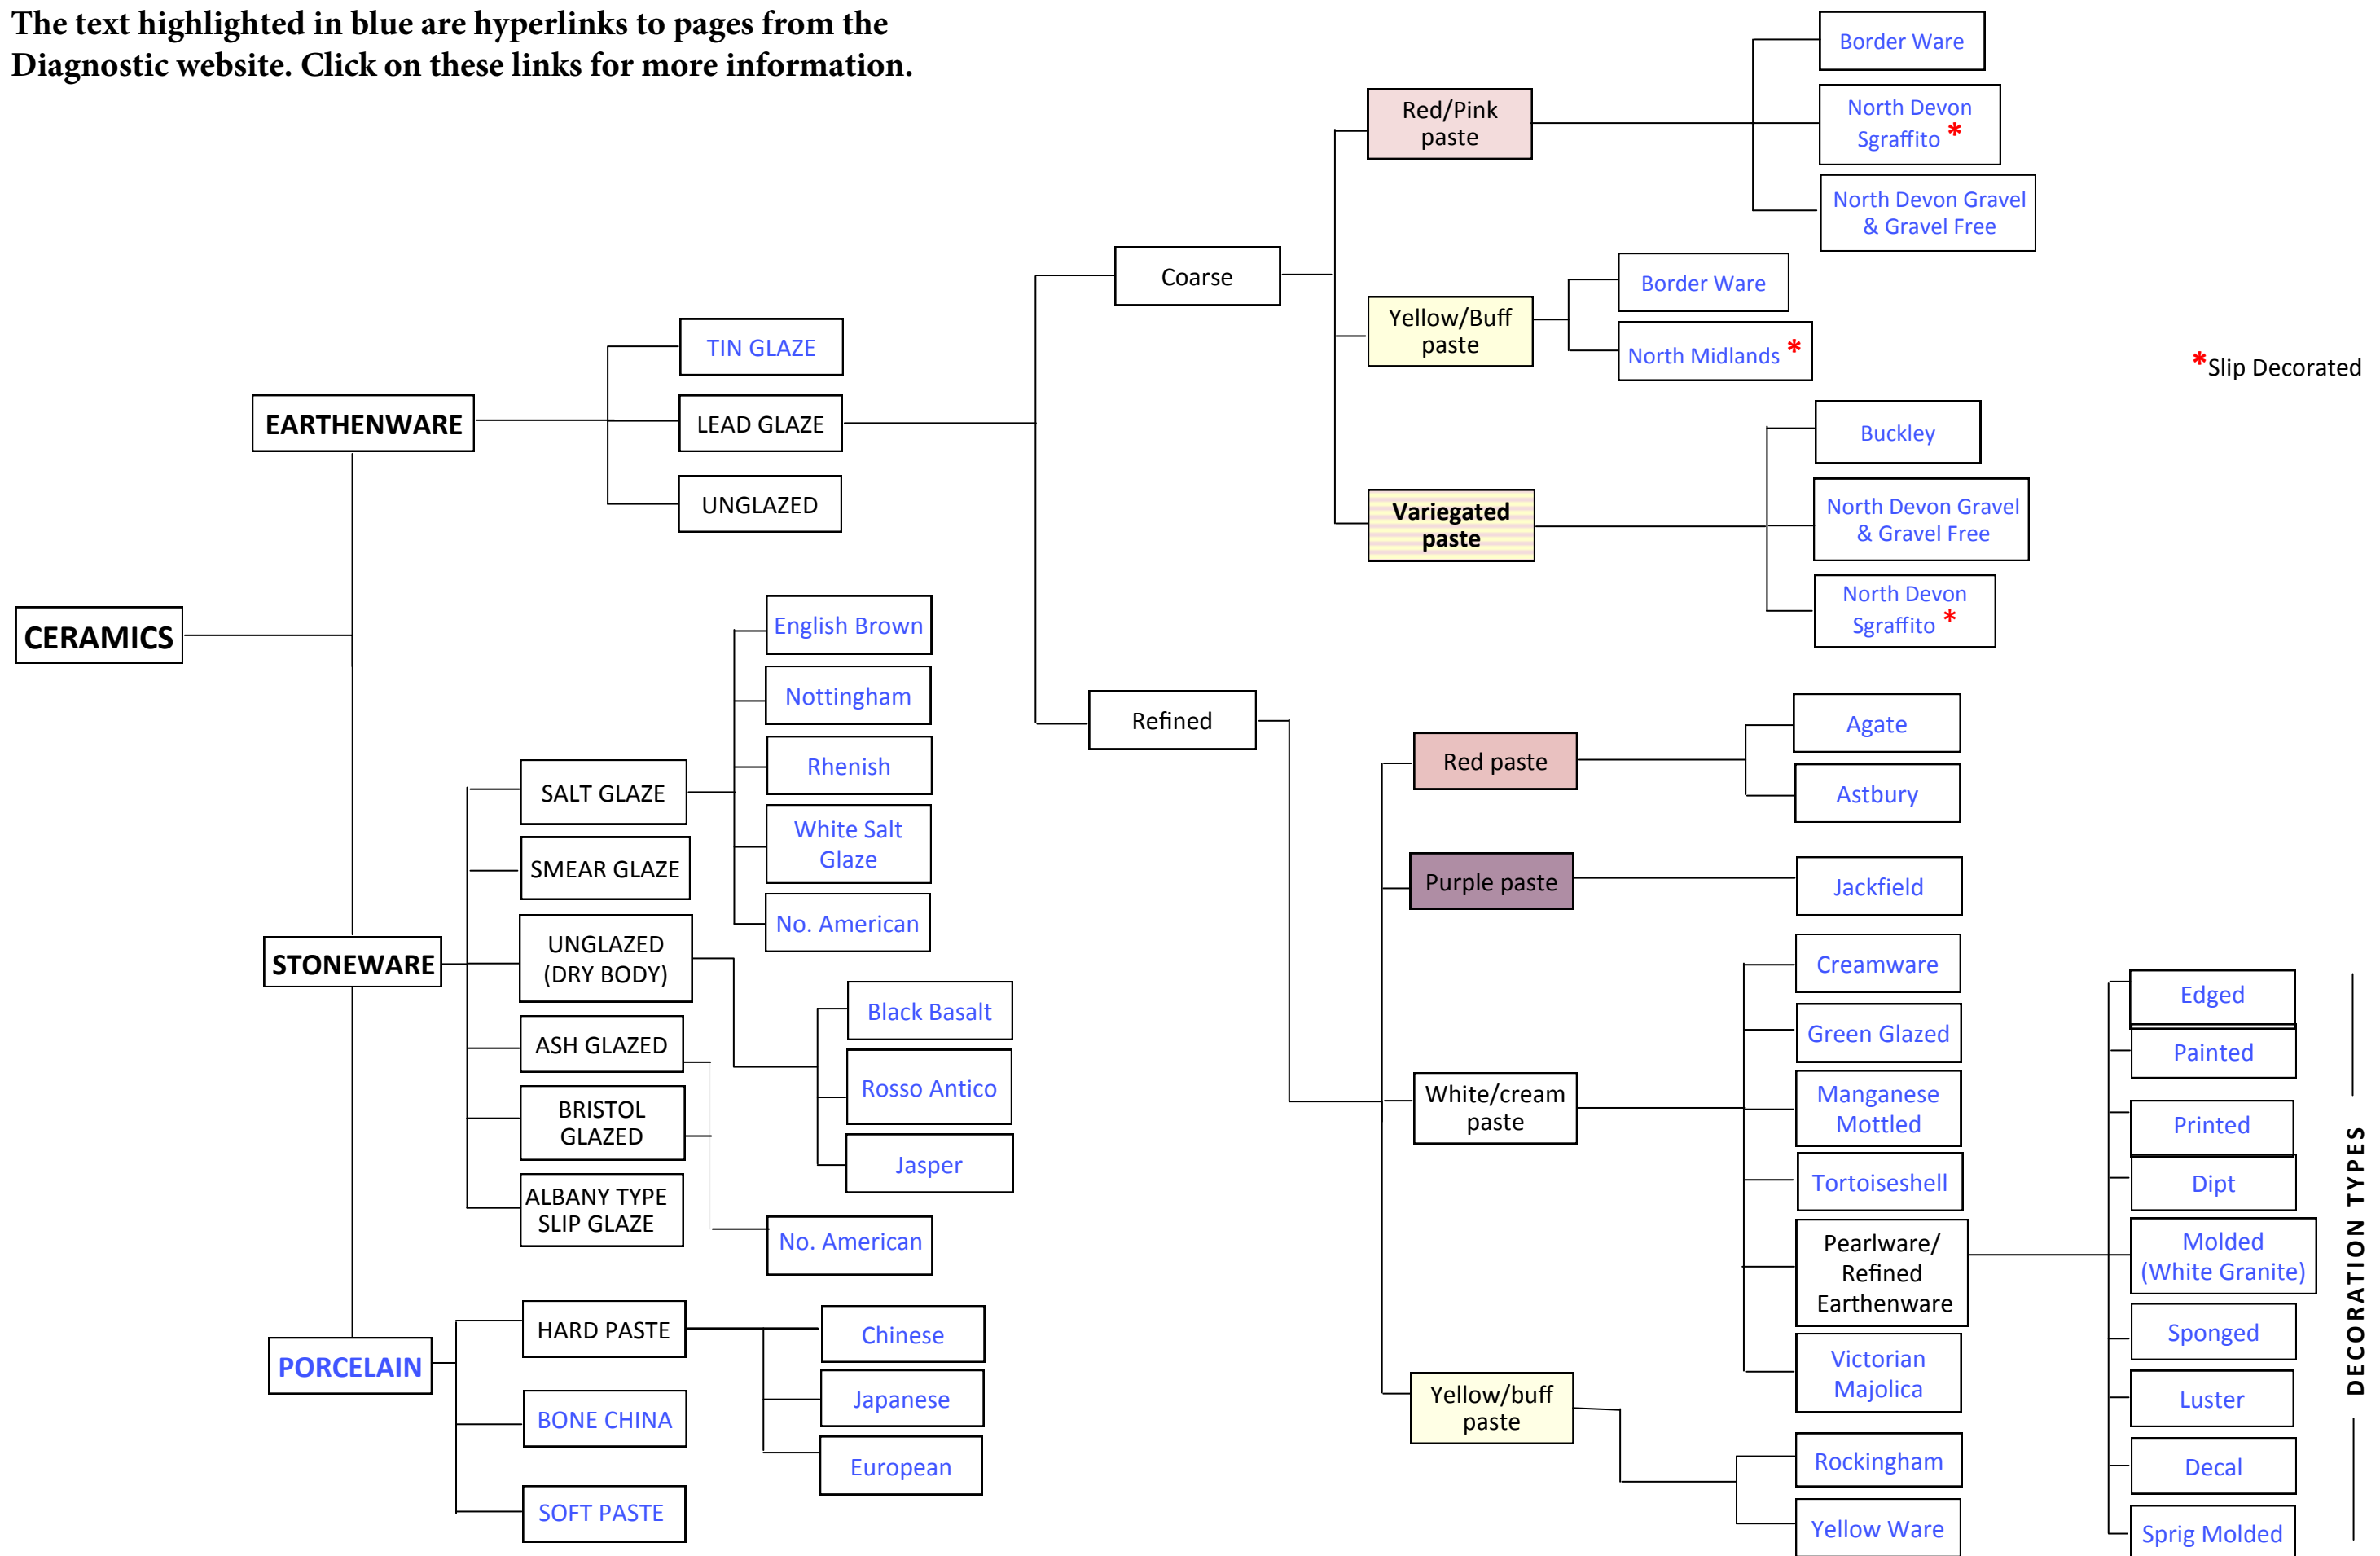 The text highlighted in blue are hyperlinks to pages from the
Diagnostic website. Click on these links for more information.
CERAMICS
EARTHENWARE
TIN GLAZE
LEAD GLAZE
UNGLAZED
Coarse
Red/Pink
paste
Border Ware
North Devon
Sgraffito *
North Devon Gravel
& Gravel Free
Yellow/Buff
paste
Border Ware
North Midlands *
*Slip Decorated
Variegated
paste
Buckley
North Devon Gravel
& Gravel Free
North Devon
Sgraffito *
Refined
Red paste
Agate
Astbury
Purple paste
Jackfield
White/cream
paste
Creamware
Green Glazed
Manganese
Mottled
Tortoiseshell
Pearlware/
Refined
Earthenware
Victorian
Majolica
Edged
Painted
Printed
Dipt
Molded
(White Granite)
Sponged
Luster
Decal
Sprig Molded
DECORATION TYPES
Yellow/buff
paste
Rockingham
Yellow Ware
STONEWARE
SALT GLAZE
English Brown
Nottingham
Rhenish
White Salt
Glaze
No. American
SMEAR GLAZE
UNGLAZED
(DRY BODY)
Black Basalt
Rosso Antico
Jasper
ASH GLAZED
BRISTOL
GLAZED
ALBANY TYPE
SLIP GLAZE
No. American
PORCELAIN
HARD PASTE
Chinese
Japanese
European
BONE CHINA
SOFT PASTE